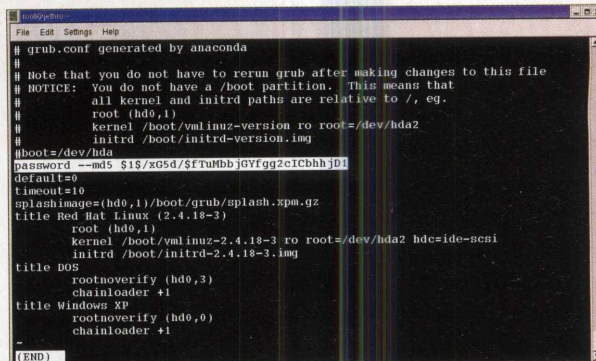 root@jethro:~
File Edit Settings Help
# grub.conf generated by anaconda
#
# Note that you do not have to rerun grub after making changes to this file
# NOTICE:  You do not have a /boot partition.  This means that
#          all kernel and initrd paths are relative to /, eg.
#          root (hd0,1)
#          kernel /boot/vmlinuz-version ro root=/dev/hda2
#          initrd /boot/initrd-version.img
#boot=/dev/hda
password --md5 $1$/xG5d/$fTuMbbjGYfgg2cICbhhjD1
default=0
timeout=10
splashimage=(hd0,1)/boot/grub/splash.xpm.gz
title Red Hat Linux (2.4.18-3)
        root (hd0,1)
        kernel /boot/vmlinuz-2.4.18-3 ro root=/dev/hda2 hdc=ide-scsi
        initrd /boot/initrd-2.4.18-3.img
title DOS
        rootnoverify (hd0,3)
        chainloader +1
title Windows XP
        rootnoverify (hd0,0)
        chainloader +1
~
(END)